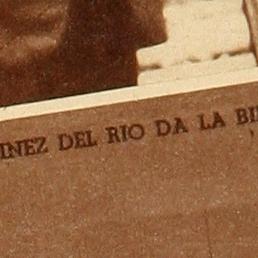 INEZ DEL RIO DA LA BI